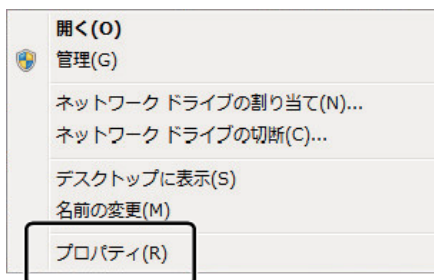 開く(O)
管理(G)
ネットワーク ドライブの割り当て(N)...
ネットワーク ドライブの切断(C)...
デスクトップに表示(S)
名前の変更(M)
プロパティ(R)